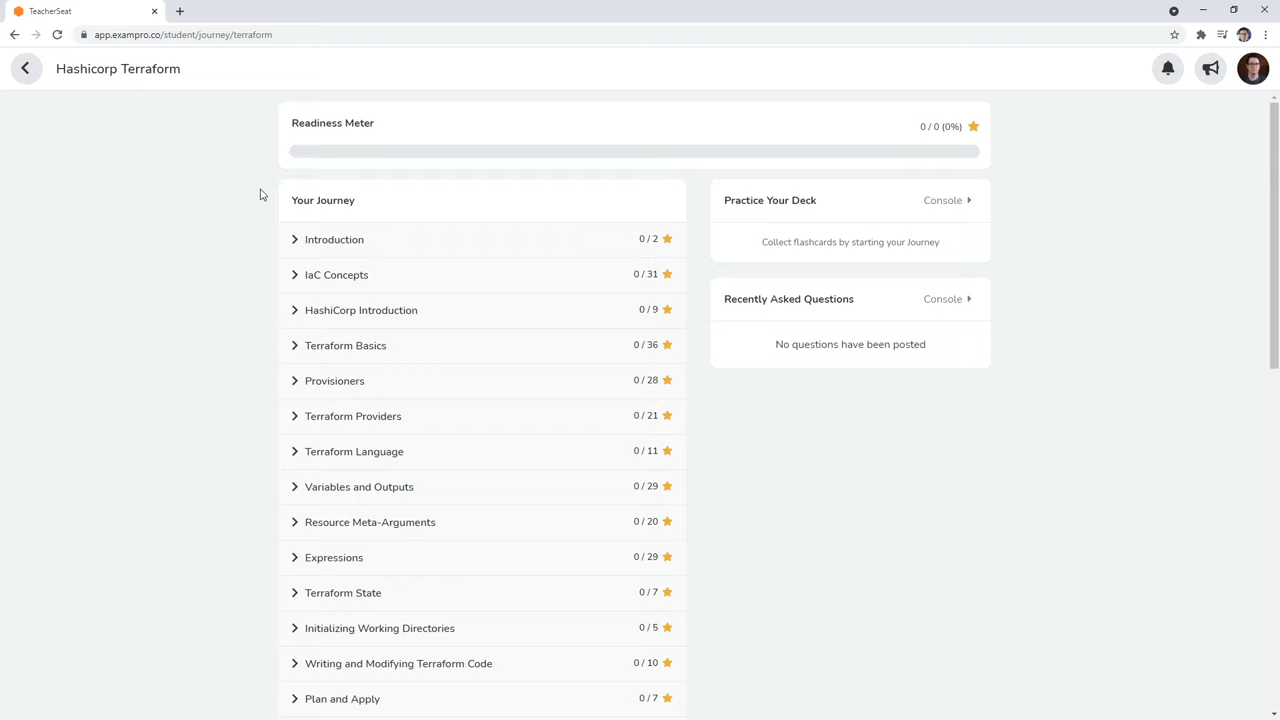 TeacherSeat
app.exampro.co/student/journey/terraform
Hashicorp Terraform
Readiness Meter
0 / 0 (0%)
Your Journey
Introduction 0 / 2
IaC Concepts 0 / 31
HashiCorp Introduction 0 / 9
Terraform Basics 0 / 36
Provisioners 0 / 28
Terraform Providers 0 / 21
Terraform Language 0 / 11
Variables and Outputs 0 / 29
Resource Meta-Arguments 0 / 20
Expressions 0 / 29
Terraform State 0 / 7
Initializing Working Directories 0 / 5
Writing and Modifying Terraform Code 0 / 10
Plan and Apply 0 / 7
Practice Your Deck Console
Collect flashcards by starting your Journey
Recently Asked Questions Console
No questions have been posted